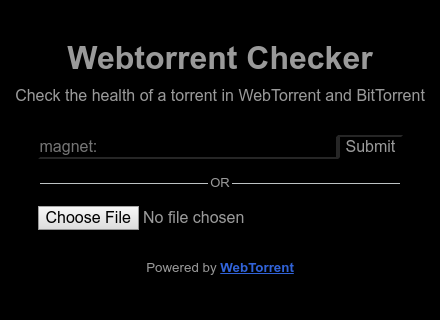 Webtorrent Checker
Check the health of a torrent in WebTorrent and BitTorrent
magnet: Submit
OR
Choose File No file chosen
Powered by WebTorrent